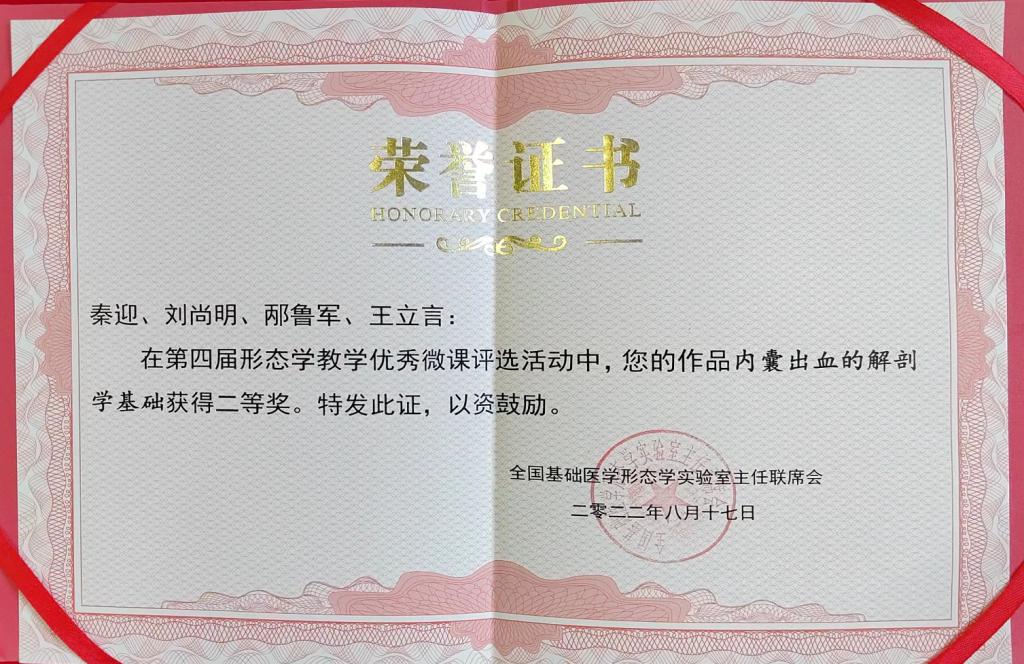 荣誉证书
HONORARY CREDENTIAL
秦迎、刘尚明、邴鲁军、王立言：
在第四届形态学教学优秀微课评选活动中，您的作品内囊出血的解剖
学基础获得二等奖。特发此证，以资鼓励。
全国基础医学形态学实验室主任联席会
二零二二年八月十七日